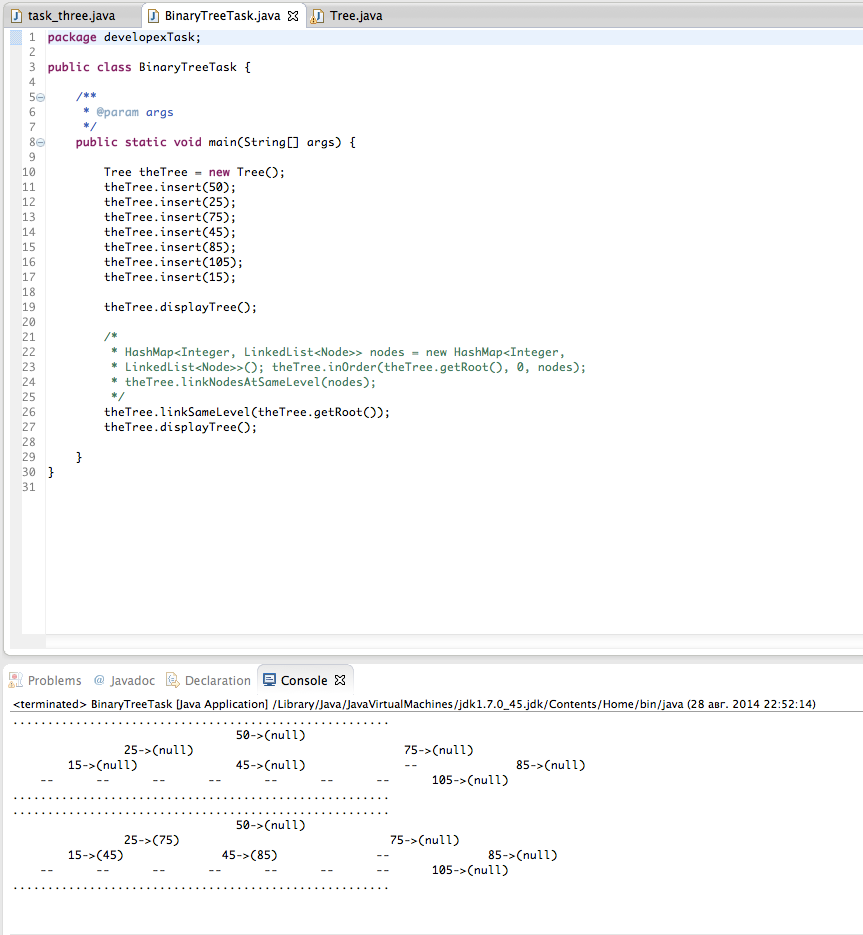 task_three.java BinaryTreeTask.java Tree.java
1 package developexTask;
2
3 public class BinaryTreeTask {
4
5 /**
6 * @param args
7 */
8 public static void main(String[] args) {
9
10 Tree theTree = new Tree();
11 theTree.insert(50);
12 theTree.insert(25);
13 theTree.insert(75);
14 theTree.insert(45);
15 theTree.insert(85);
16 theTree.insert(105);
17 theTree.insert(15);
18
19 theTree.displayTree();
20
21 /*
22 * HashMap<Integer, LinkedList<Node>> nodes = new HashMap<Integer,
23 * LinkedList<Node>>(); theTree.inOrder(theTree.getRoot(), 0, nodes);
24 * theTree.linkNodesAtSameLevel(nodes);
25 */
26 theTree.linkSameLevel(theTree.getRoot());
27 theTree.displayTree();
28
29 }
30 }
31
Problems @ Javadoc Declaration Console
<terminated> BinaryTreeTask [Java Application] /Library/Java/JavaVirtualMachines/jdk1.7.0_45.jdk/Contents/Home/bin/java (28 авг. 2014 22:52:14)
......................................................
50->(null)
25->(null) 75->(null)
15->(null) 45->(null) -- 85->(null)
-- -- -- -- -- -- -- 105->(null)
......................................................
......................................................
50->(null)
25->(75) 75->(null)
15->(45) 45->(85) -- 85->(null)
-- -- -- -- -- -- -- 105->(null)
......................................................